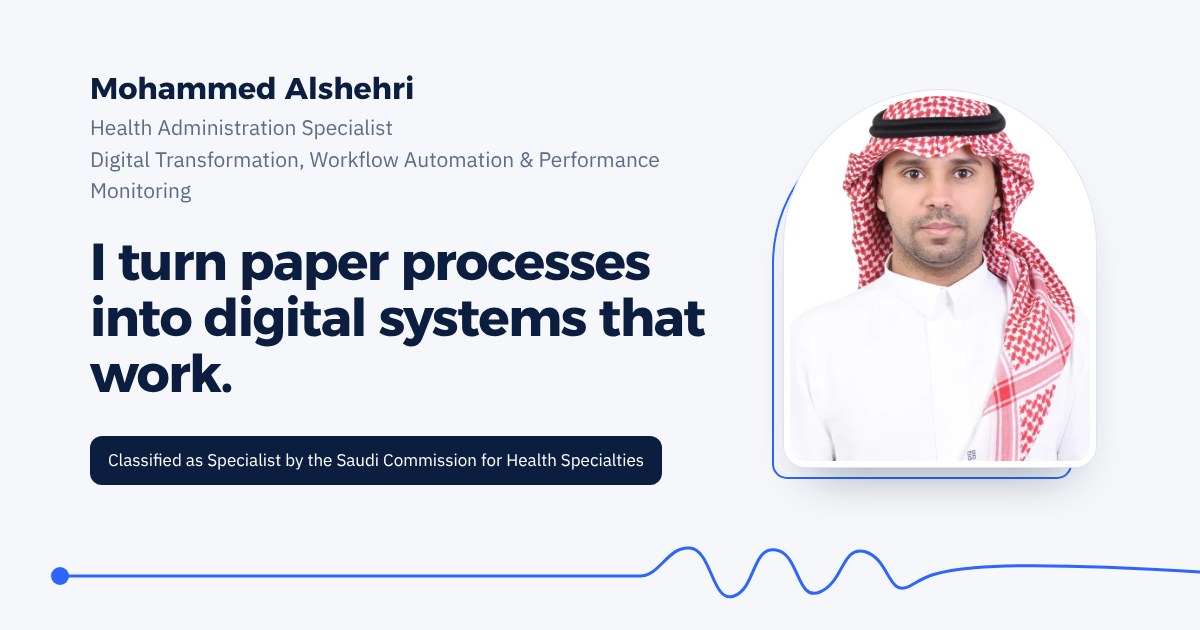 Mohammed Alshehri
Health Administration Specialist
Digital Transformation, Workflow Automation & Performance
Monitoring
I turn paper processes
into digital systems that
work.
Classified as Specialist by the Saudi Commission for Health Specialties